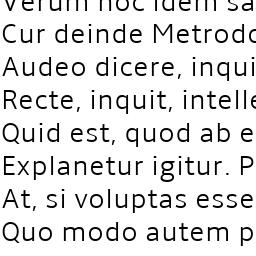 Verum hoc idem sa
Cur deinde Metrodo
Audeo dicere, inqui
Recte, inquit, intelle
Quid est, quod ab e
Explanetur igitur. P
At, si voluptas esse
Quo modo autem p